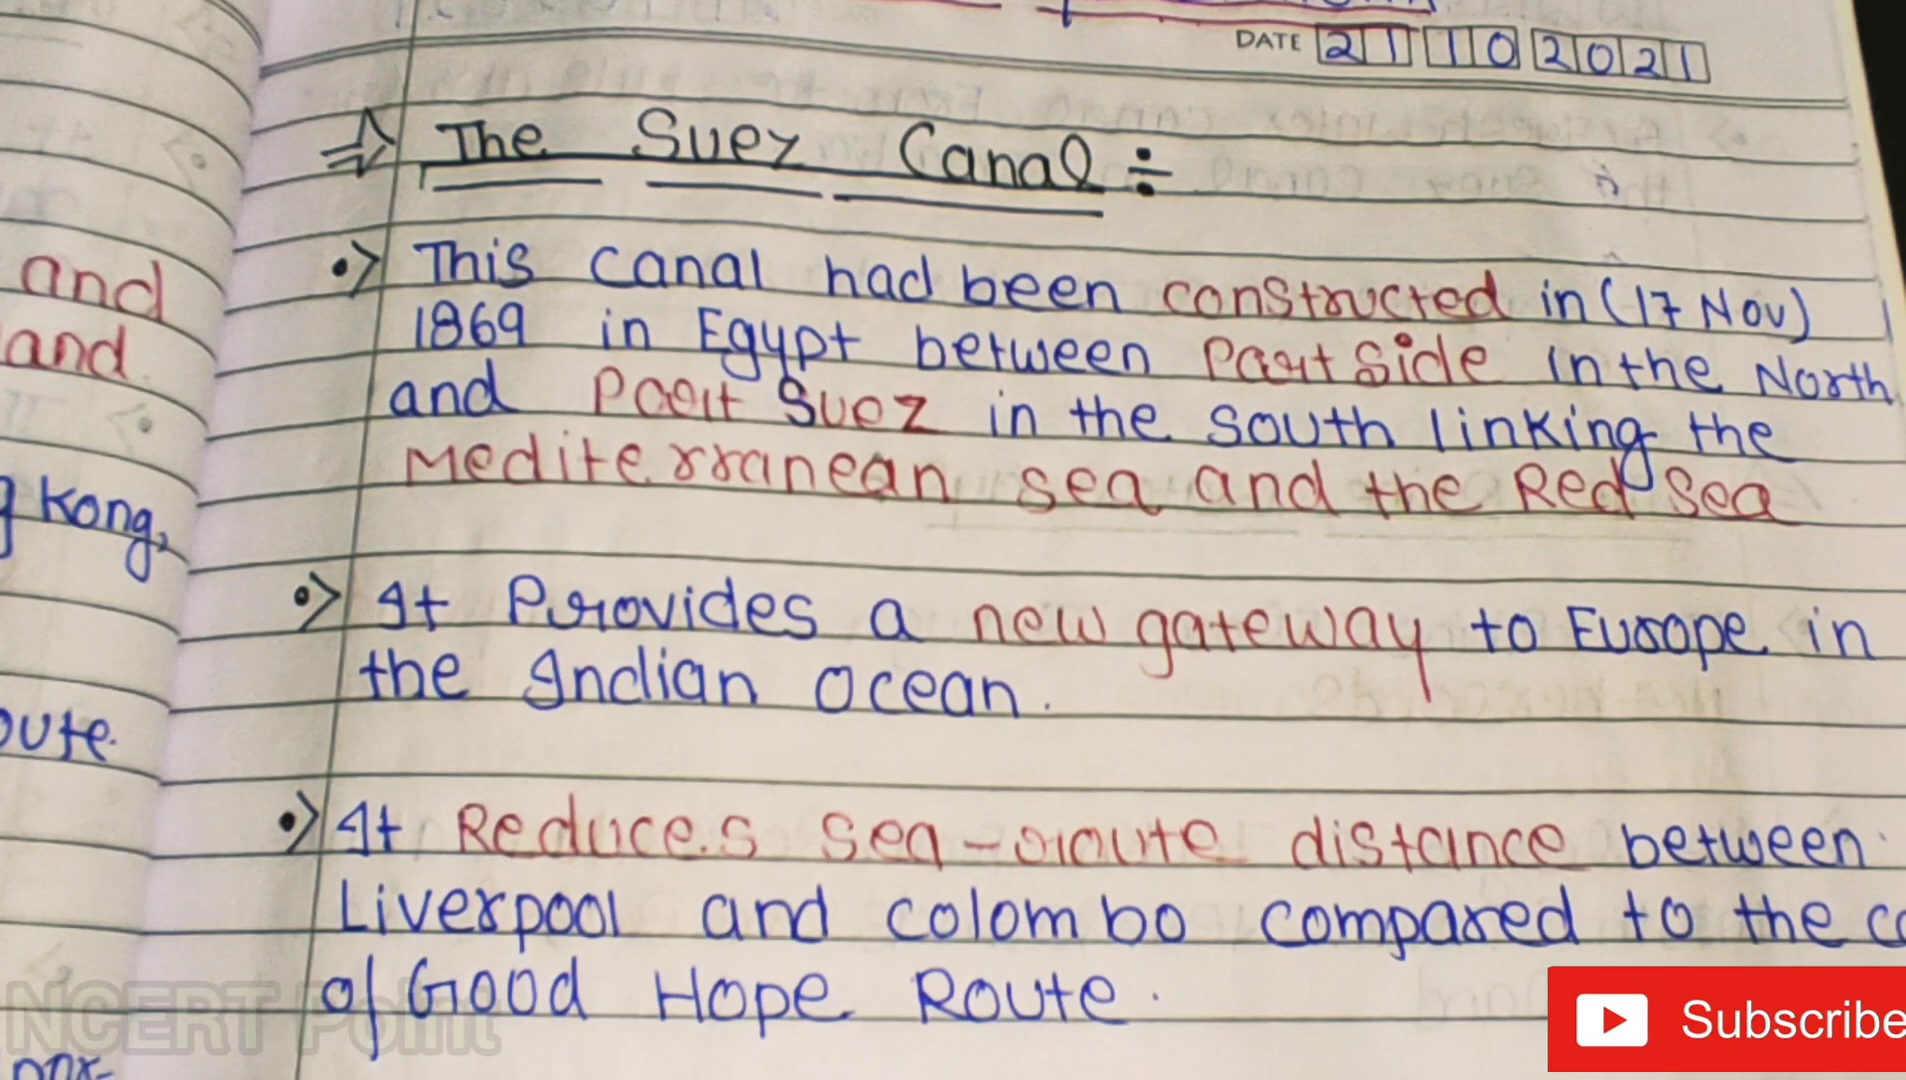 DATE 21 10 2021
⇒ The Suez Canal ÷
•> This canal had been constructed in (17 Nov)
1869 in Egypt between Port Side in the North
and Port Suez in the south linking the
Mediterranean sea and the Red Sea
•> It Provides a new gateway to Europe in
the Indian Ocean.
•> It Reduces sea-route distance between
Liverpool and colombo compared to the
of Good Hope Route.
and
and
Kong,
NCERT Point
Subscribe